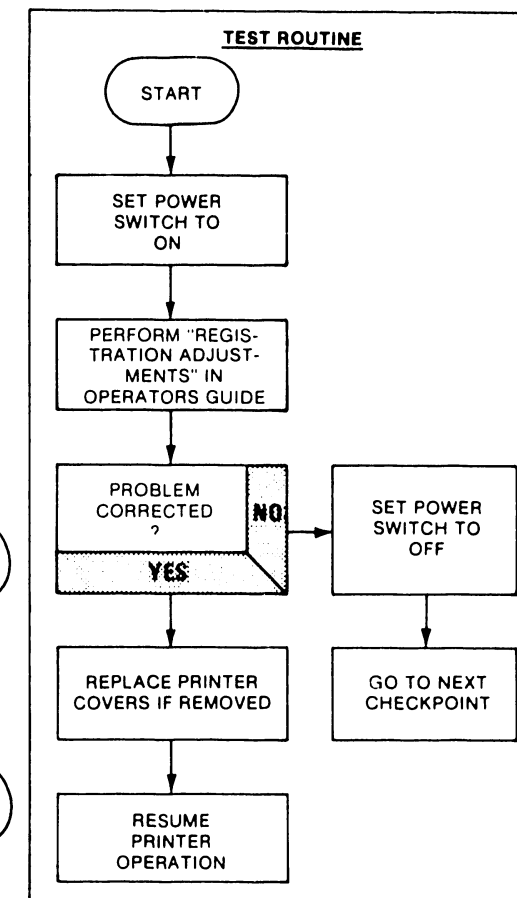 TEST ROUTINE
START
SET POWER
SWITCH TO
ON
PERFORM "REGIS-
TRATION ADJUST-
MENTS" IN
OPERATORS GUIDE
PROBLEM
CORRECTED
?
NO
YES
SET POWER
SWITCH TO
OFF
REPLACE PRINTER
COVERS IF REMOVED
GO TO NEXT
CHECKPOINT
RESUME
PRINTER
OPERATION